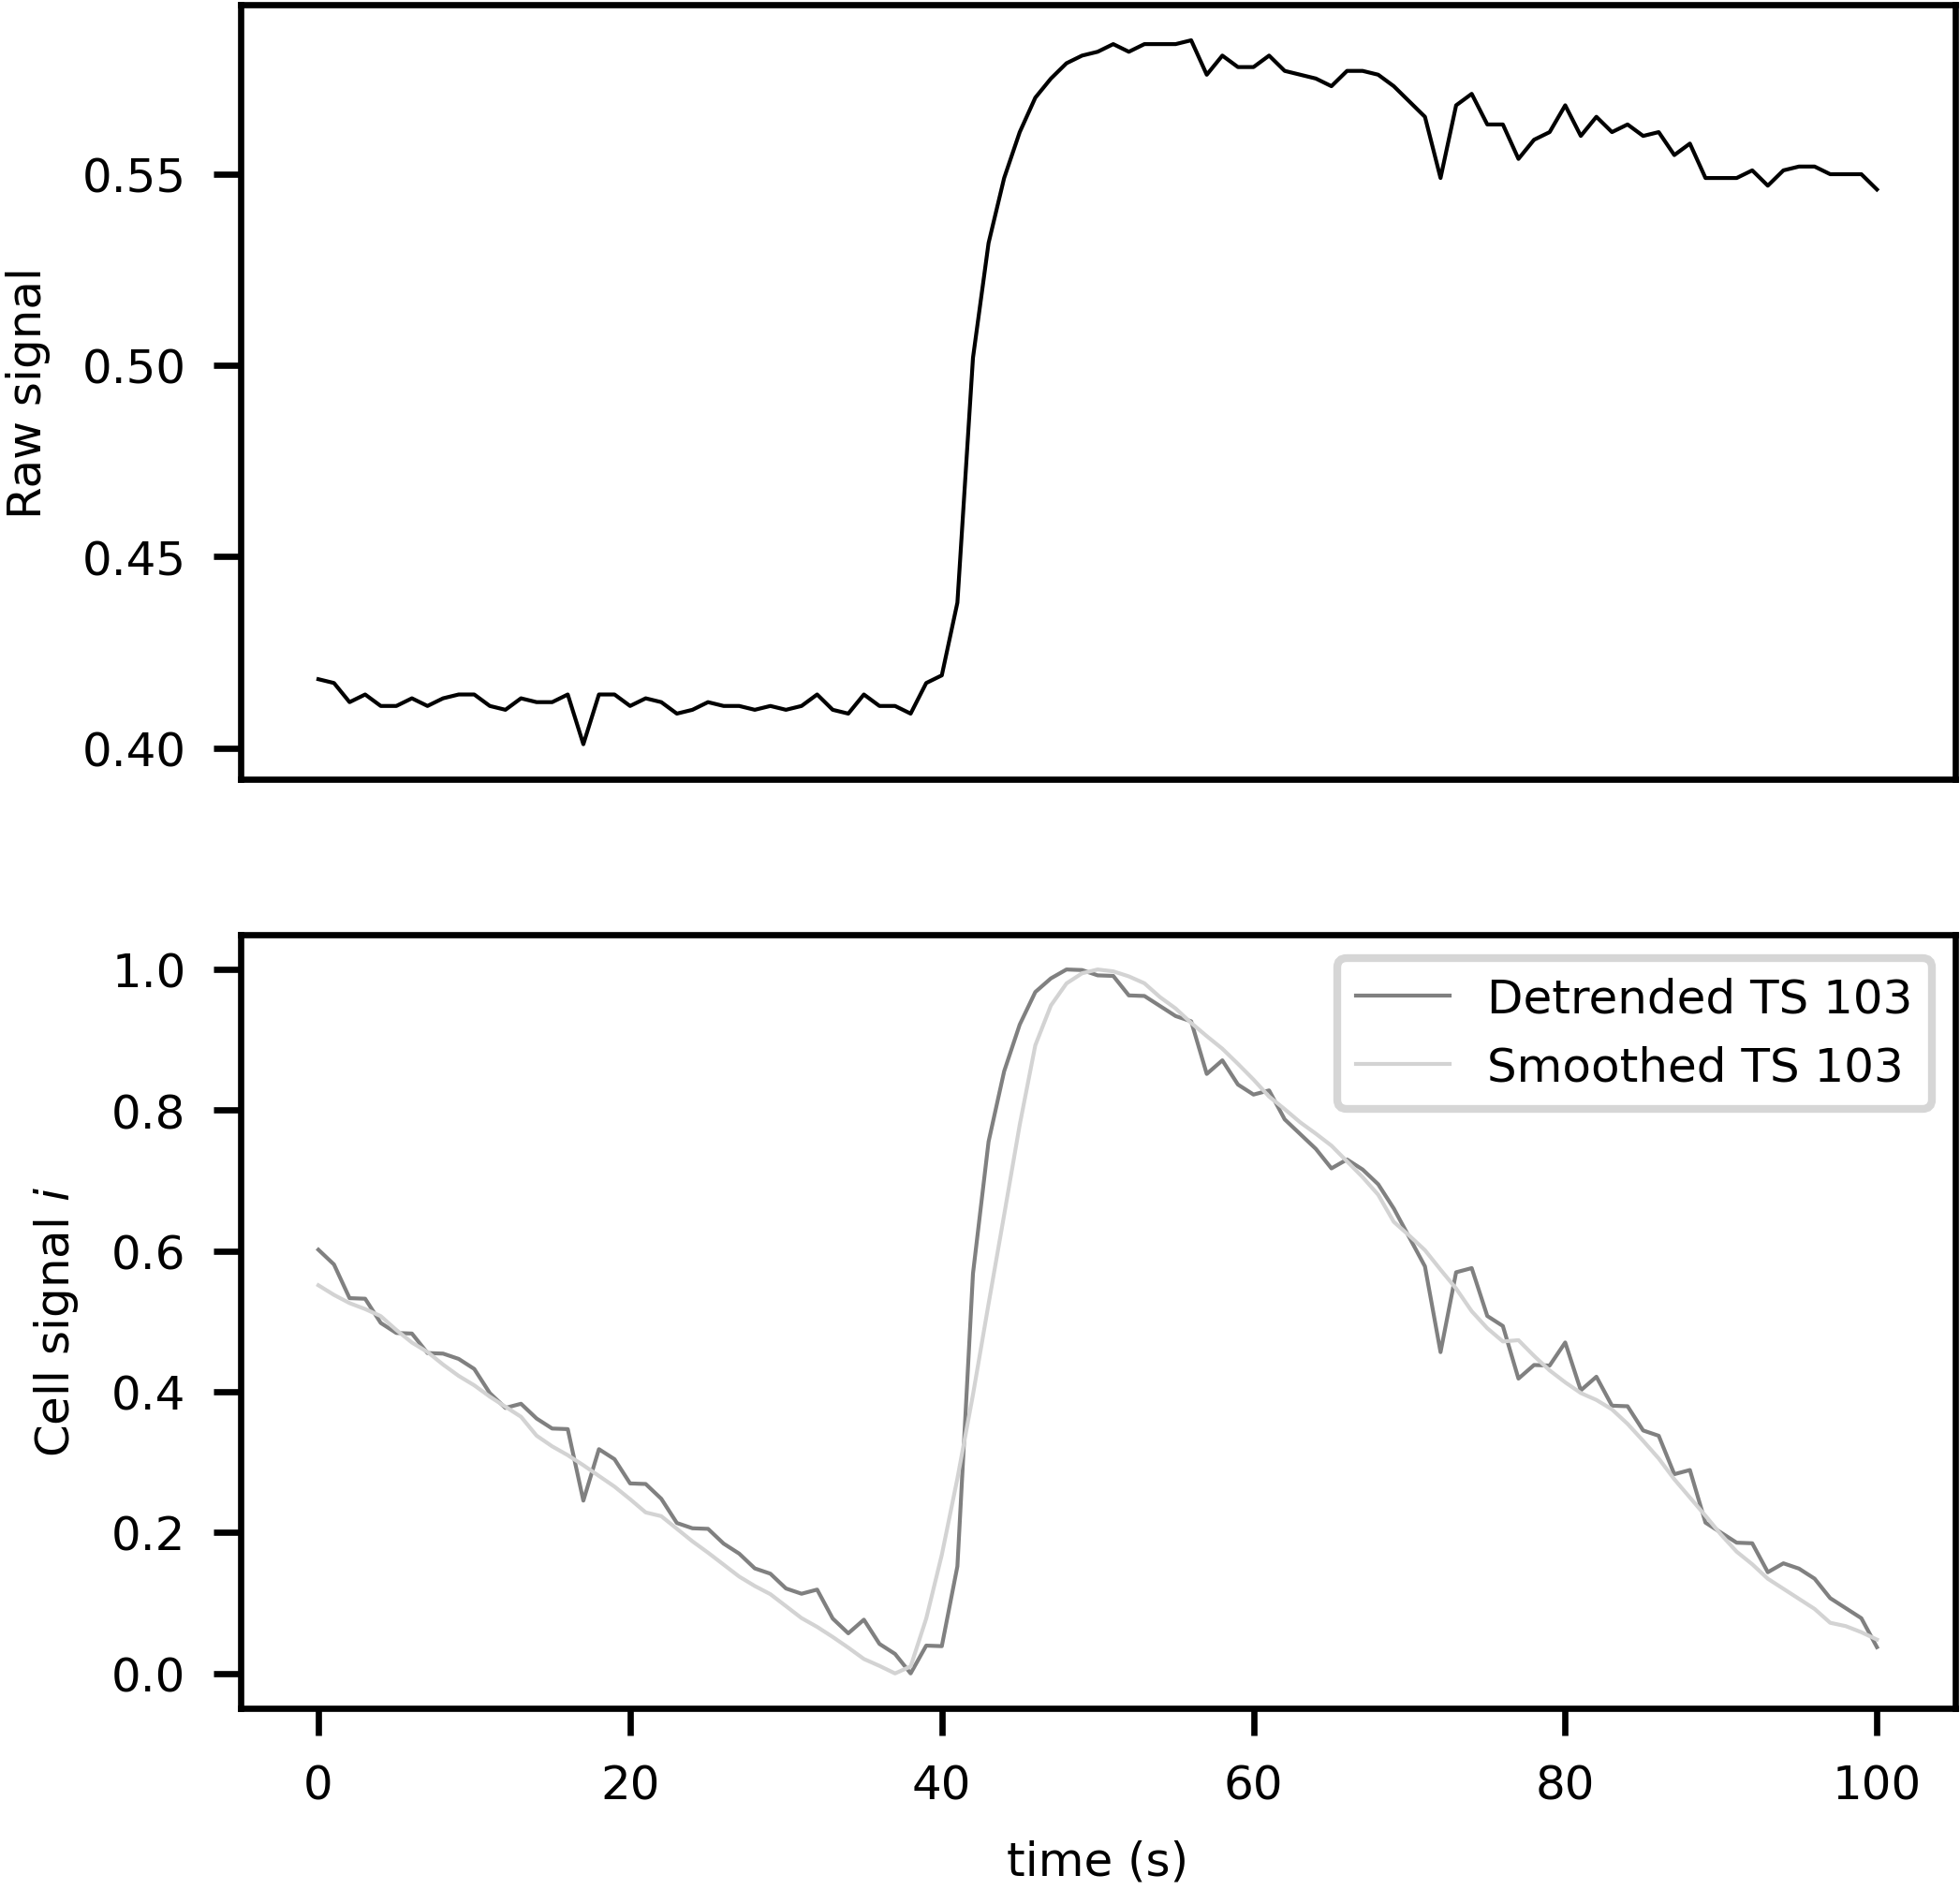 Raw signal
0.55
0.50
0.45
0.40
Cell signal i
1.0
0.8
0.6
0.4
0.2
0.0
Detrended TS 103
Smoothed TS 103
0 20 40 60 80 100
time (s)